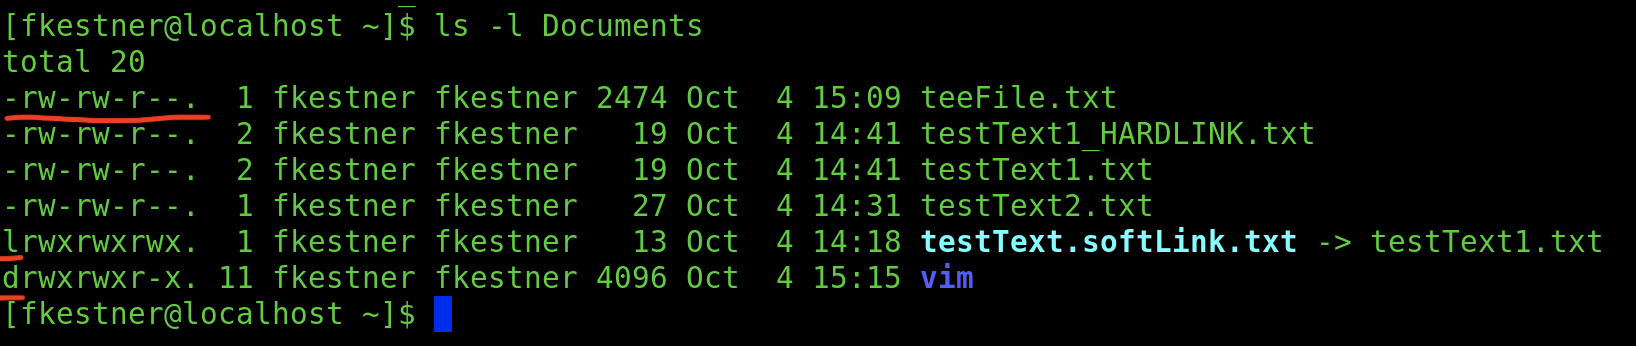 [fkestner@localhost ~]$ ls -l Documents
total 20
-rw-rw-r--.  1 fkestner fkestner 2474 Oct  4 15:09 teeFile.txt
-rw-rw-r--.  2 fkestner fkestner   19 Oct  4 14:41 testText1_HARDLINK.txt
-rw-rw-r--.  2 fkestner fkestner   19 Oct  4 14:41 testText1.txt
-rw-rw-r--.  1 fkestner fkestner   27 Oct  4 14:31 testText2.txt
lrwxrwxrwx.  1 fkestner fkestner   13 Oct  4 14:18 testText.softLink.txt -> testText1.txt
drwxrwxr-x. 11 fkestner fkestner 4096 Oct  4 15:15 vim
[fkestner@localhost ~]$